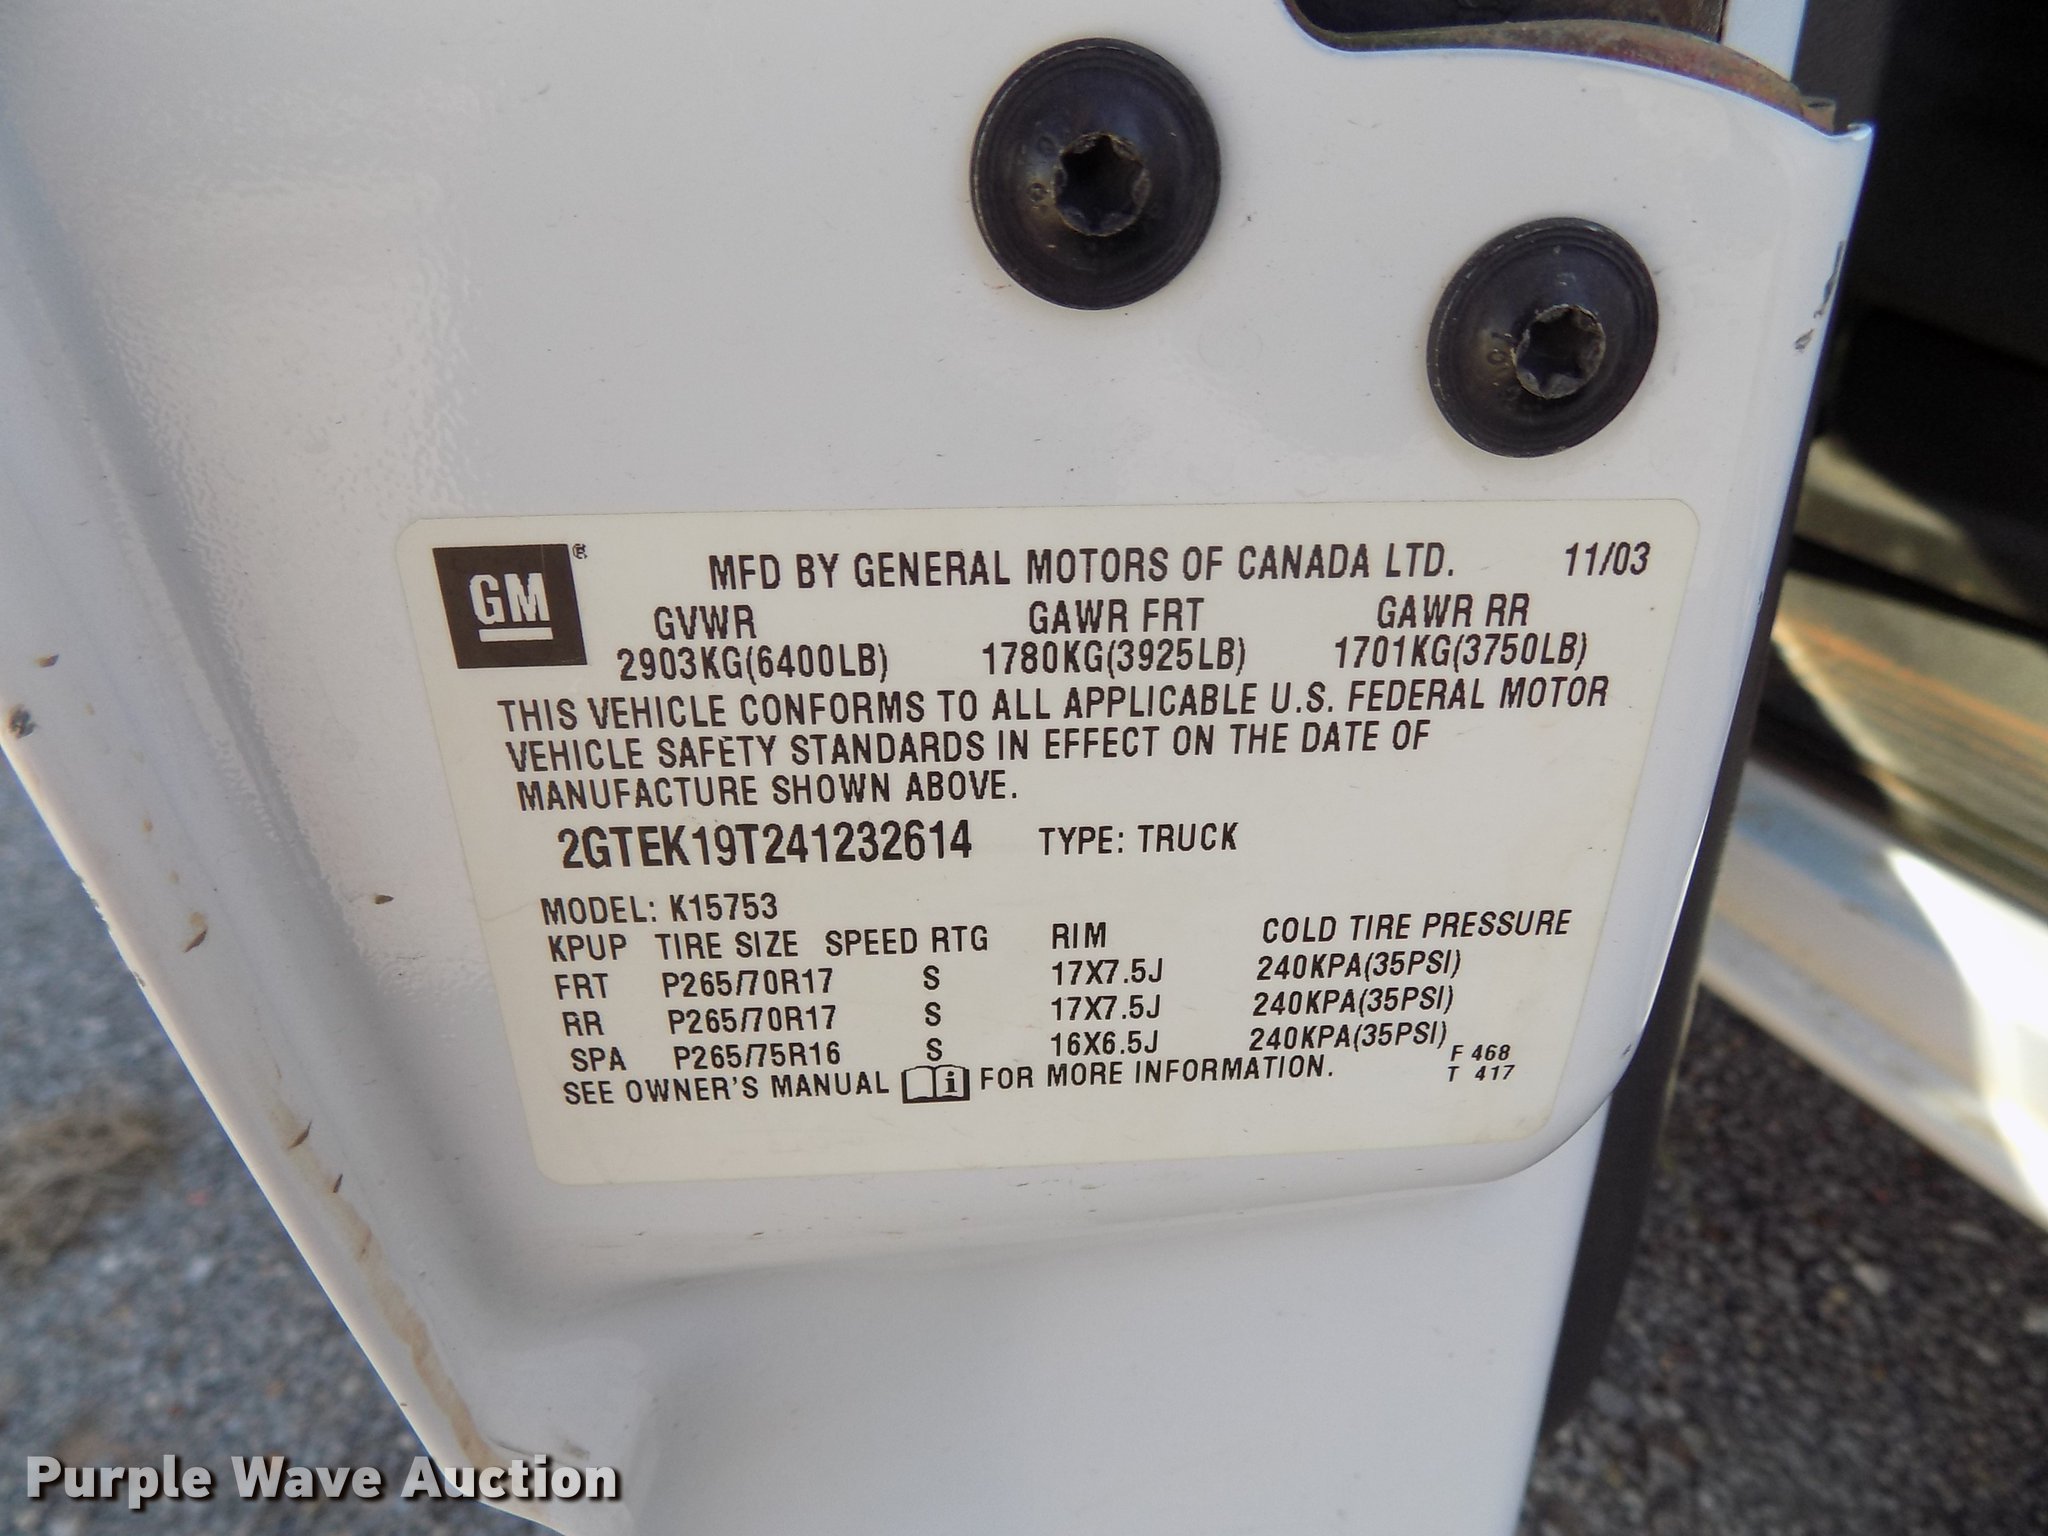 GM ®
MFD BY GENERAL MOTORS OF CANADA LTD. 11/03
GVWR GAWR FRT GAWR RR
2903KG(6400LB) 1780KG(3925LB) 1701KG(3750LB)
THIS VEHICLE CONFORMS TO ALL APPLICABLE U.S. FEDERAL MOTOR
VEHICLE SAFETY STANDARDS IN EFFECT ON THE DATE OF
MANUFACTURE SHOWN ABOVE.
2GTEK19T241232614 TYPE: TRUCK
MODEL: K15753
KPUP TIRE SIZE SPEED RTG RIM COLD TIRE PRESSURE
FRT P265/70R17 S 17X7.5J 240KPA(35PSI)
RR P265/70R17 S 17X7.5J 240KPA(35PSI)
SPA P265/75R16 S 16X6.5J 240KPA(35PSI)
SEE OWNER'S MANUAL i FOR MORE INFORMATION.
F 468
T 417
Purple Wave Auction